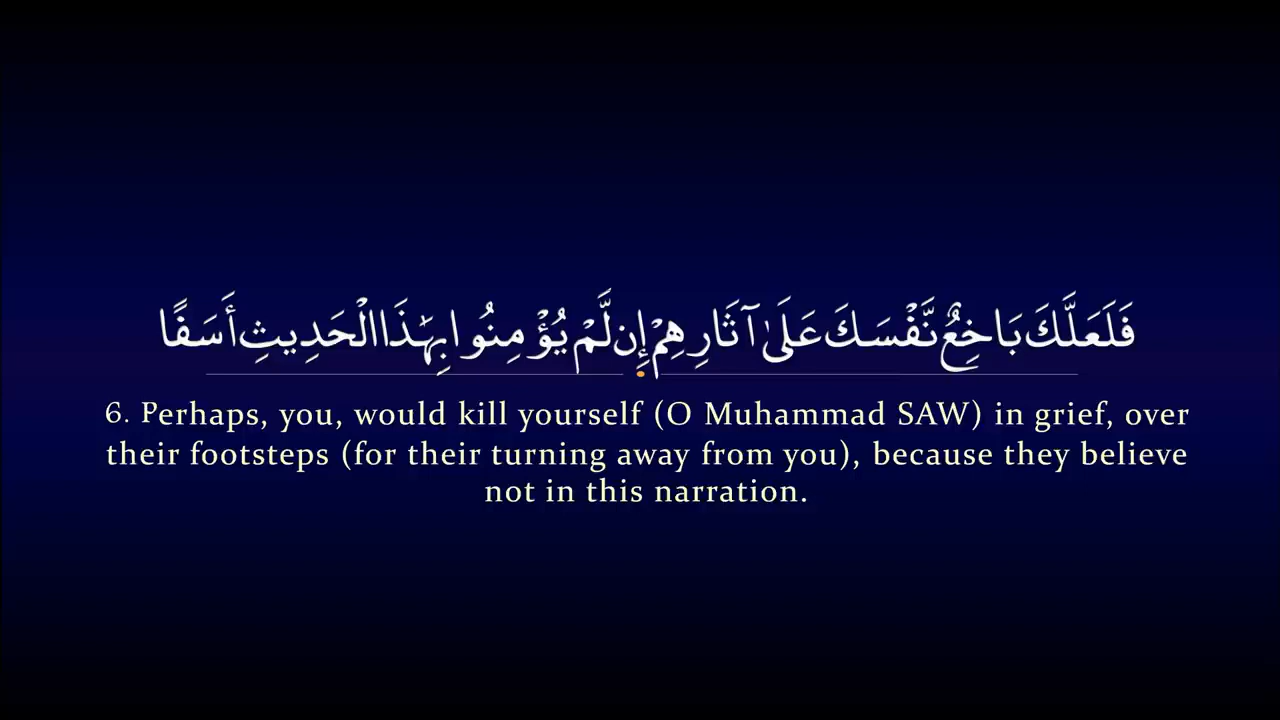 فَلَعَلَّكَ بَاخِعٌ نَّفْسَكَ عَلَىٰ آثَارِهِمْ إِن لَّمْ يُؤْمِنُوا بِهَٰذَا الْحَدِيثِ أَسَفًا
6. Perhaps, you, would kill yourself (O Muhammad SAW) in grief, over
their footsteps (for their turning away from you), because they believe
not in this narration.